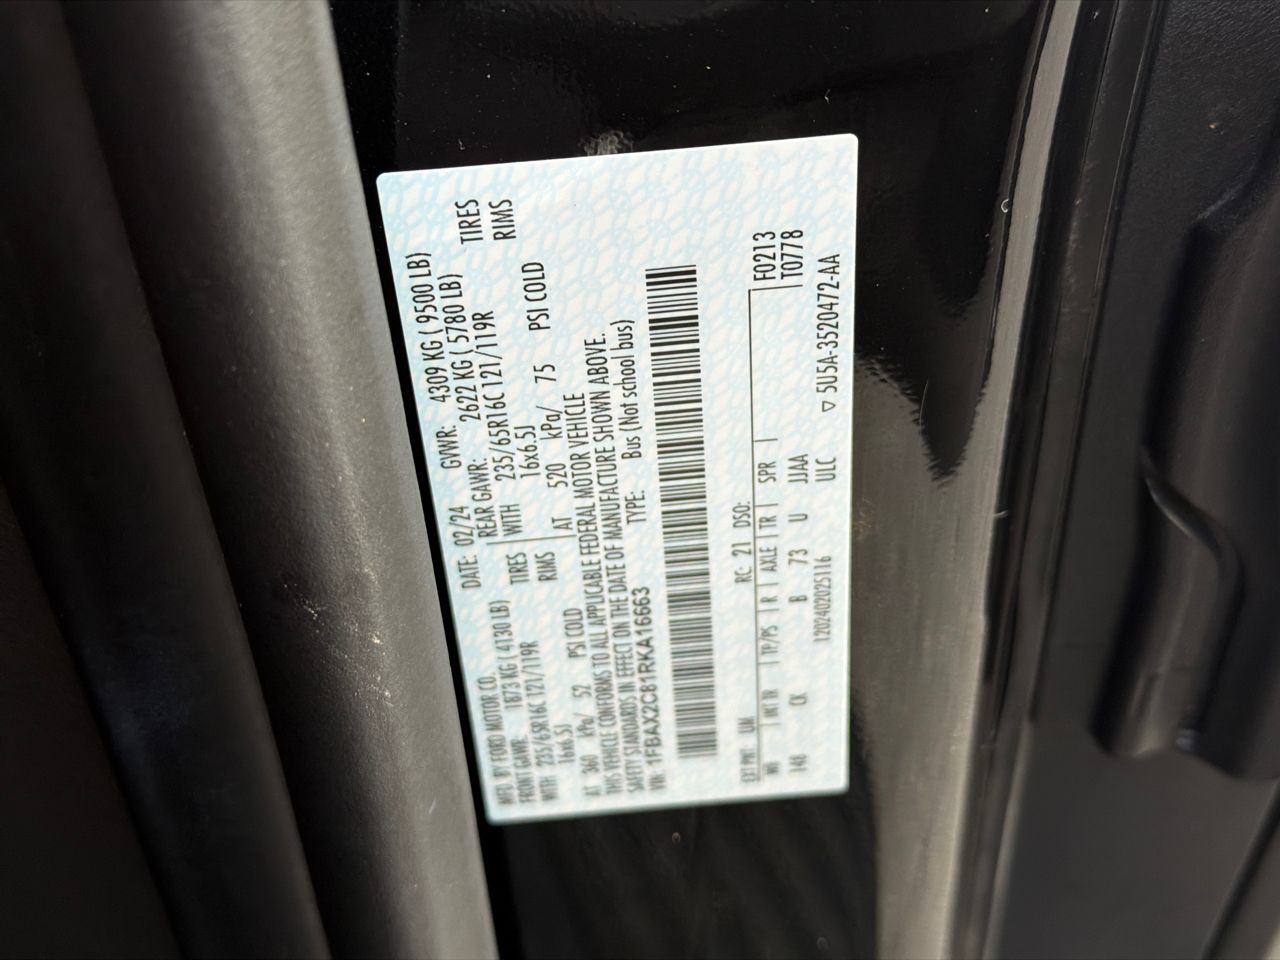 MFD. BY FORD MOTOR CO. DATE: 02/24 GVWR: 4309 KG ( 9500 LB)
FRONT GAWR: 1873 KG ( 4130 LB) REAR GAWR: 2622 KG ( 5780 LB)
WITH 235/65R16C 121/119R TIRES WITH 235/65R16C 121/119R TIRES
16x6.5J RIMS 16x6.5J RIMS
AT 360 kPa/ 52 PSI COLD AT 520 kPa/ 75 PSI COLD
THIS VEHICLE CONFORMS TO ALL APPLICABLE FEDERAL MOTOR VEHICLE
SAFETY STANDARDS IN EFFECT ON THE DATE OF MANUFACTURE SHOWN ABOVE.
VIN: 1FBAX2C81RKA16663 TYPE: Bus (Not school bus)
EXT PNT: UM RC: 21 DSO: F0213
WB INT TR TP/PS R AXLE TR SPR T0778
148 CK B 73 U JJAA
1202402025116 ULC ▽ 5U5A-3520472-AA